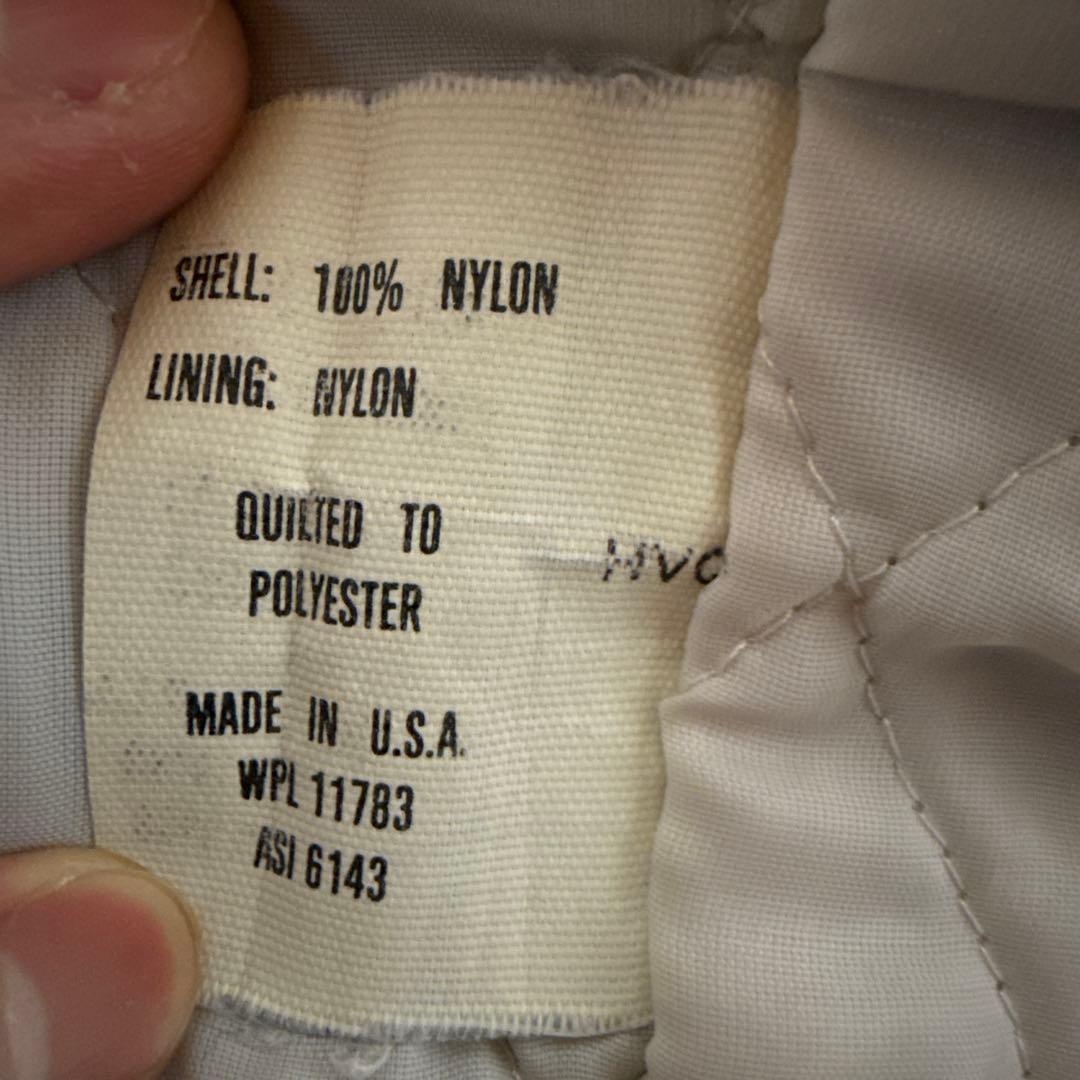 SHELL: 100% NYLON
LINING: NYLON
QUILTED TO
POLYESTER
MADE IN U.S.A.
WPL 11783
ASI 6143